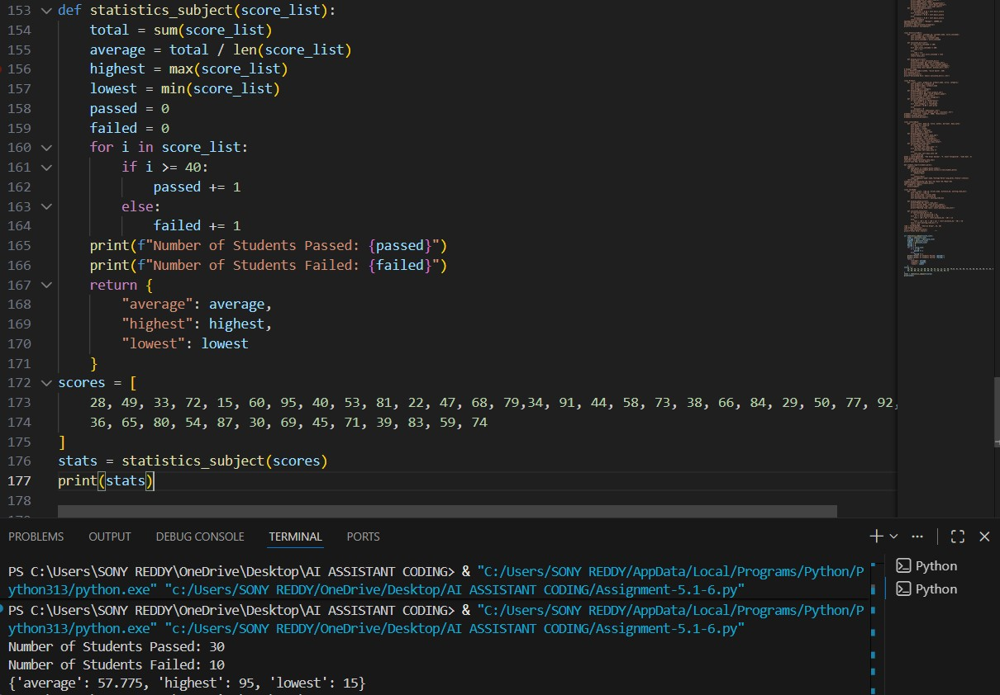 153 def statistics_subject(score_list):
154 total = sum(score_list)
155 average = total / len(score_list)
156 highest = max(score_list)
157 lowest = min(score_list)
158 passed = 0
159 failed = 0
160 for i in score_list:
161 if i >= 40:
162 passed += 1
163 else:
164 failed += 1
165 print(f"Number of Students Passed: {passed}")
166 print(f"Number of Students Failed: {failed}")
167 return {
168 "average": average,
169 "highest": highest,
170 "lowest": lowest
171 }
172 scores = [
173 28, 49, 33, 72, 15, 60, 95, 40, 53, 81, 22, 47, 68, 79,34, 91, 44, 58, 73, 38, 66, 84, 29, 50, 77, 92,
174 36, 65, 80, 54, 87, 30, 69, 45, 71, 39, 83, 59, 74
175 ]
176 stats = statistics_subject(scores)
177 print(stats)
178
PROBLEMS OUTPUT DEBUG CONSOLE TERMINAL PORTS
PS C:\Users\SONY REDDY\OneDrive\Desktop\AI ASSISTANT CODING> & "C:/Users/SONY REDDY/AppData/Local/Programs/Python/P
ython313/python.exe" "c:/Users/SONY REDDY/OneDrive/Desktop/AI ASSISTANT CODING/Assignment-5.1-6.py"
PS C:\Users\SONY REDDY\OneDrive\Desktop\AI ASSISTANT CODING> & "C:/Users/SONY REDDY/AppData/Local/Programs/Python/P
ython313/python.exe" "c:/Users/SONY REDDY/OneDrive/Desktop/AI ASSISTANT CODING/Assignment-5.1-6.py"
Number of Students Passed: 30
Number of Students Failed: 10
{'average': 57.775, 'highest': 95, 'lowest': 15}
Python
Python